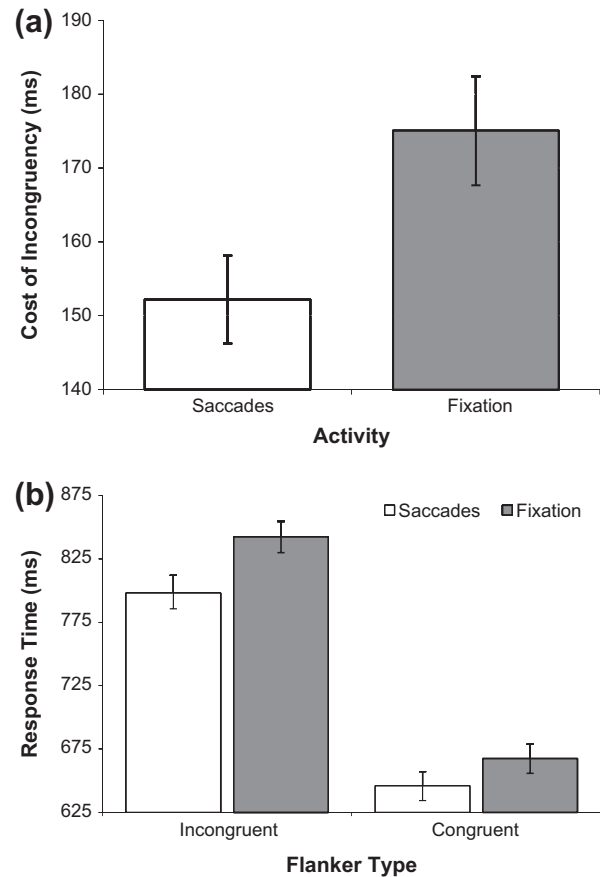 (a)
Cost of Incongruency (ms)
190
180
170
160
150
140
Saccades Fixation
Activity
(b)
Response Time (ms)
875
825
775
725
675
625
Saccades Fixation
Incongruent Congruent
Flanker Type